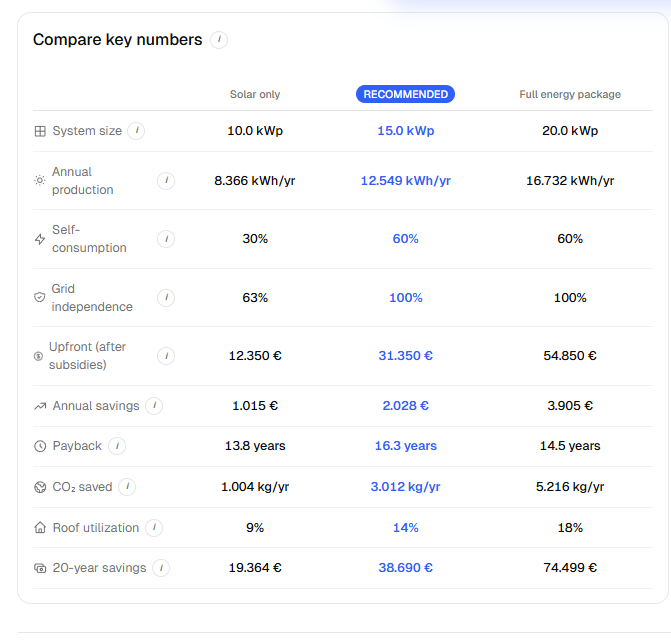 Compare key numbers i
Solar only RECOMMENDED Full energy package
System size i 10.0 kWp 15.0 kWp 20.0 kWp
Annual
production i 8.366 kWh/yr 12.549 kWh/yr 16.732 kWh/yr
Self-
consumption i 30% 60% 60%
Grid
independence i 63% 100% 100%
Upfront (after
subsidies) i 12.350 € 31.350 € 54.850 €
Annual savings i 1.015 € 2.028 € 3.905 €
Payback i 13.8 years 16.3 years 14.5 years
CO₂ saved i 1.004 kg/yr 3.012 kg/yr 5.216 kg/yr
Roof utilization i 9% 14% 18%
20-year savings i 19.364 € 38.690 € 74.499 €